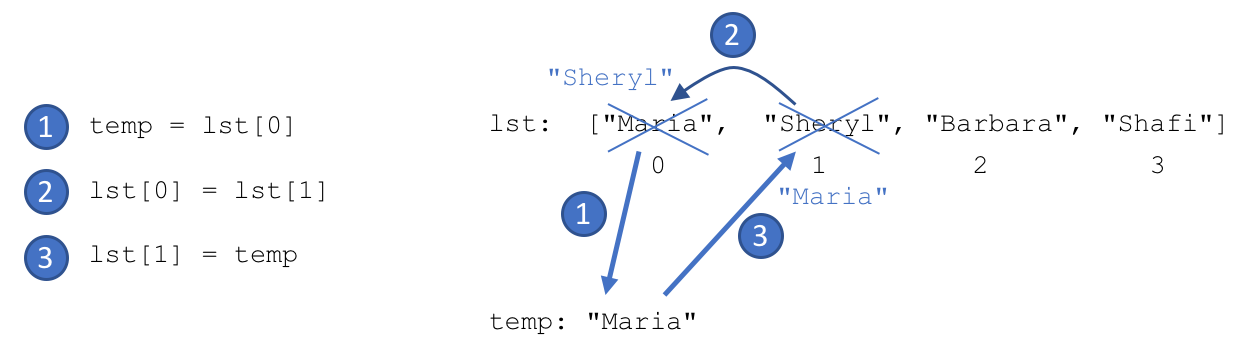 1 temp = lst[0]
2 lst[0] = lst[1]
3 lst[1] = temp
2
"Sheryl"
lst: ["Maria", "Sheryl", "Barbara", "Shafi"]
0 1 2 3
"Maria"
1
3
temp: "Maria"